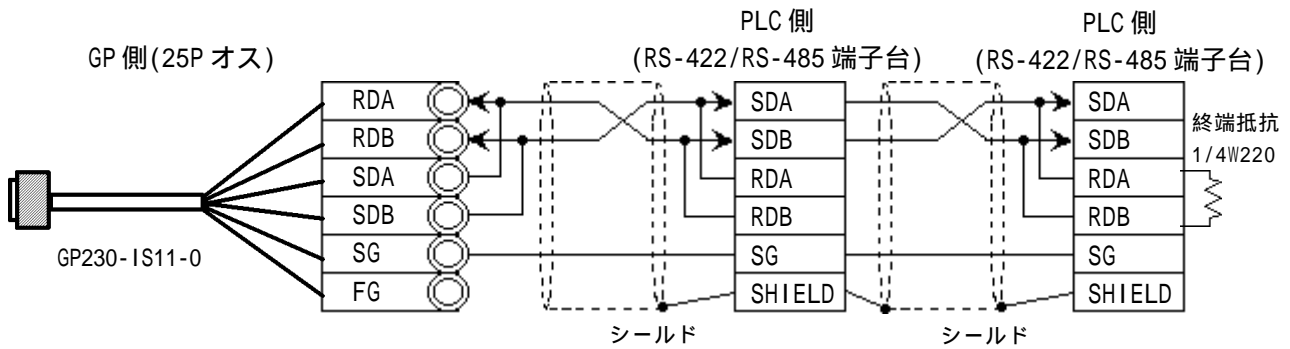 GP 側(25P オス)
PLC 側
(RS-422/RS-485 端子台)
PLC 側
(RS-422/RS-485 端子台)
RDA
RDB
SDA
SDB
SG
FG
GP230-IS11-0
シールド
SDA
SDB
RDA
RDB
SG
SHIELD
シールド
SDA
SDB
RDA
RDB
SG
SHIELD
終端抵抗
1/4W220